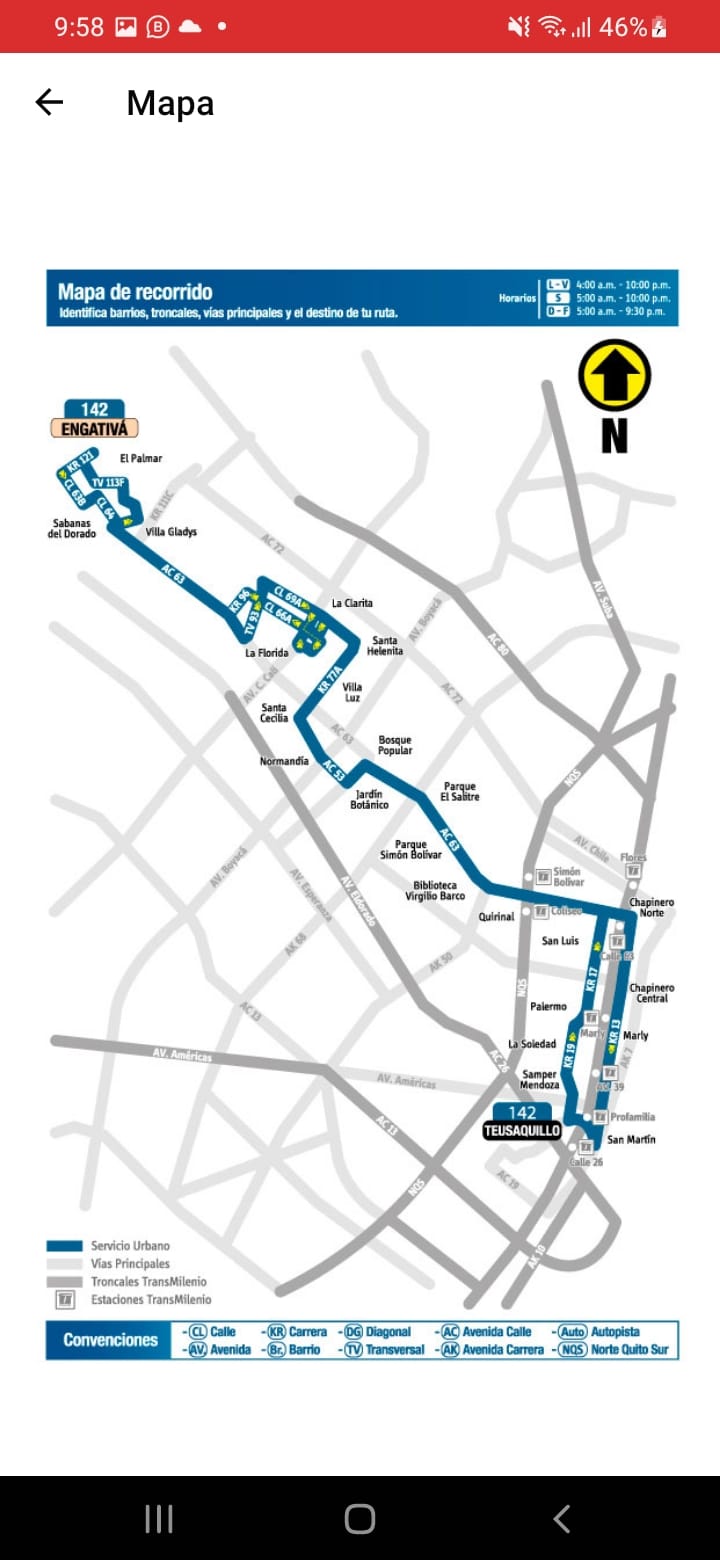 9:58
46%
Mapa
Mapa de recorrido
Identifica barrios, troncales, vías principales y el destino de tu ruta.
Horarios
L-V 4:00 a.m. - 10:00 p.m.
S 5:00 a.m. - 10:00 p.m.
D-F 5:00 a.m. - 9:30 p.m.
N
142
ENGATIVÁ
El Palmar
KR 121
TV 113F
CL 63B
CL 64
KR 111C
Sabanas
del Dorado
Villa Gladys
AC 72
AC 63
KR 96
TV 93
CL 69A
CL 66A
La Clarita
AV. Suba
AV. Boyacá
AC 80
La Florida
Santa
Helenita
AV. C. Cali
KR 77A
Villa
Luz
AC 72
Santa
Cecilia
AC 63
Bosque
Popular
Normandía
AC 53
Jardín
Botánico
Parque
El Salitre
NQS
AC 63
Parque
Simón Bolívar
AV. Chile
Flores
AV. Boyacá
AV. Esperanza
AV. Eldorado
Simón
Bolívar
Biblioteca
Virgilio Barco
Quirinal
Coliseo
Chapinero
Norte
AK 68
San Luis
Calle 63
AK 50
KR 17
NQS
Chapinero
Central
AC 13
Palermo
Marly
KR 13
Marly
AV. Américas
La Soledad
KR 19
AK 7
AC 26
AV. Américas
Samper
Mendoza
AV. 39
142
TEUSAQUILLO
Profamilia
AC 13
San Martín
Calle 26
AC 19
NQS
AK 10
Servicio Urbano
Vías Principales
Troncales TransMilenio
Estaciones TransMilenio
Convenciones
-CL Calle -KR Carrera -DG Diagonal -AC Avenida Calle -Auto Autopista
-AV. Avenida -Br. Barrio -TV Transversal -AK Avenida Carrera -NQS Norte Quito Sur